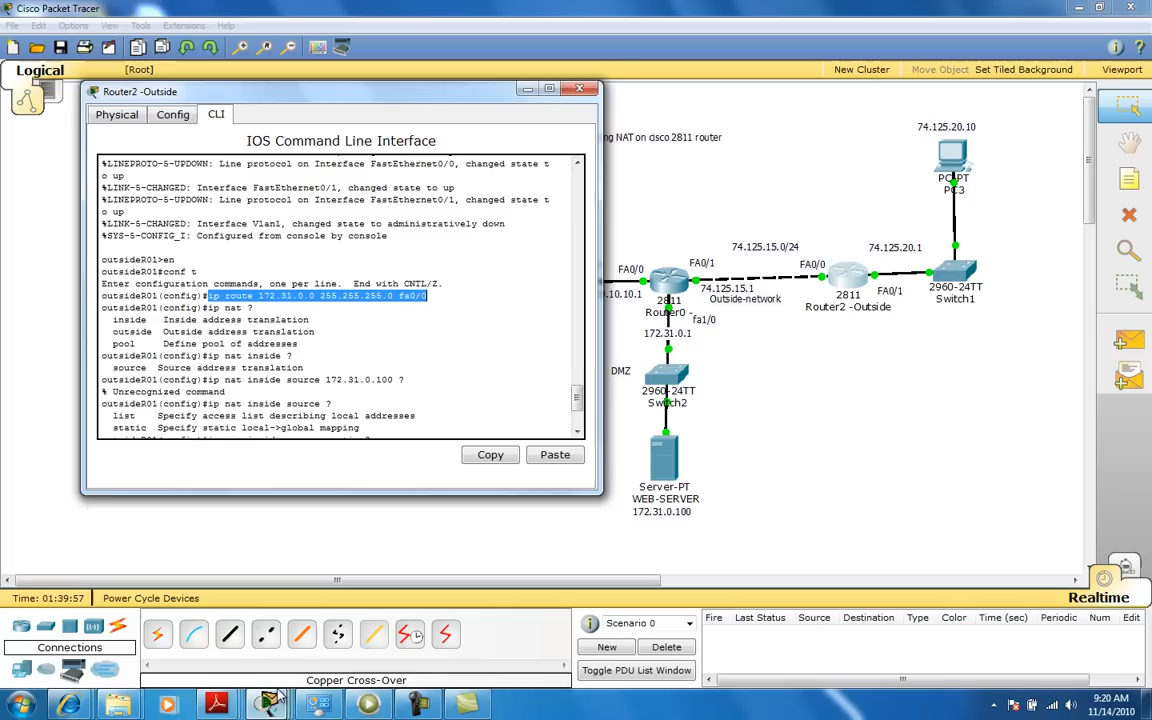 Cisco Packet Tracer
File Edit Options View Tools Extensions Help
Logical
[Root]
New Cluster
Move Object
Set Tiled Background
Viewport
Router2 -Outside
Physical
Config
CLI
IOS Command Line Interface
%LINEPROTO-5-UPDOWN: Line protocol on Interface FastEthernet0/0, changed state t
o up
%LINK-5-CHANGED: Interface FastEthernet0/1, changed state to up
%LINEPROTO-5-UPDOWN: Line protocol on Interface FastEthernet0/1, changed state t
o up
%LINK-5-CHANGED: Interface Vlan1, changed state to administratively down
%SYS-5-CONFIG_I: Configured from console by console
outsideR01>en
outsideR01#conf t
Enter configuration commands, one per line.  End with CNTL/Z.
outsideR01(config)#ip route 172.31.0.0 255.255.255.0 fa0/0
outsideR01(config)#ip nat ?
inside   Inside address translation
outside  Outside address translation
pool     Define pool of addresses
outsideR01(config)#ip nat inside ?
source  Source address translation
outsideR01(config)#ip nat inside source 172.31.0.100 ?
% Unrecognized command
outsideR01(config)#ip nat inside source ?
list    Specify access list describing local addresses
static  Specify static local->global mapping
Copy
Paste
ng NAT on cisco 2811 router
74.125.20.10
PC-PT
PC3
74.125.15.0/24
74.125.20.1
FA0/0
FA0/1
FA0/0
0.10.10.1
74.125.15.1
Outside-network
2811
Router0 -
fa1/0
2811
Router2 -Outside
FA0/1
2960-24TT
Switch1
172.31.0.1
DMZ
2960-24TT
Switch2
Server-PT
WEB-SERVER
172.31.0.100
Time: 01:39:57
Power Cycle Devices
Realtime
Connections
Copper Cross-Over
Scenario 0
New
Delete
Toggle PDU List Window
Fire Last Status Source Destination Type Color Time (sec) Periodic Num Edit
9:20 AM
11/14/2010